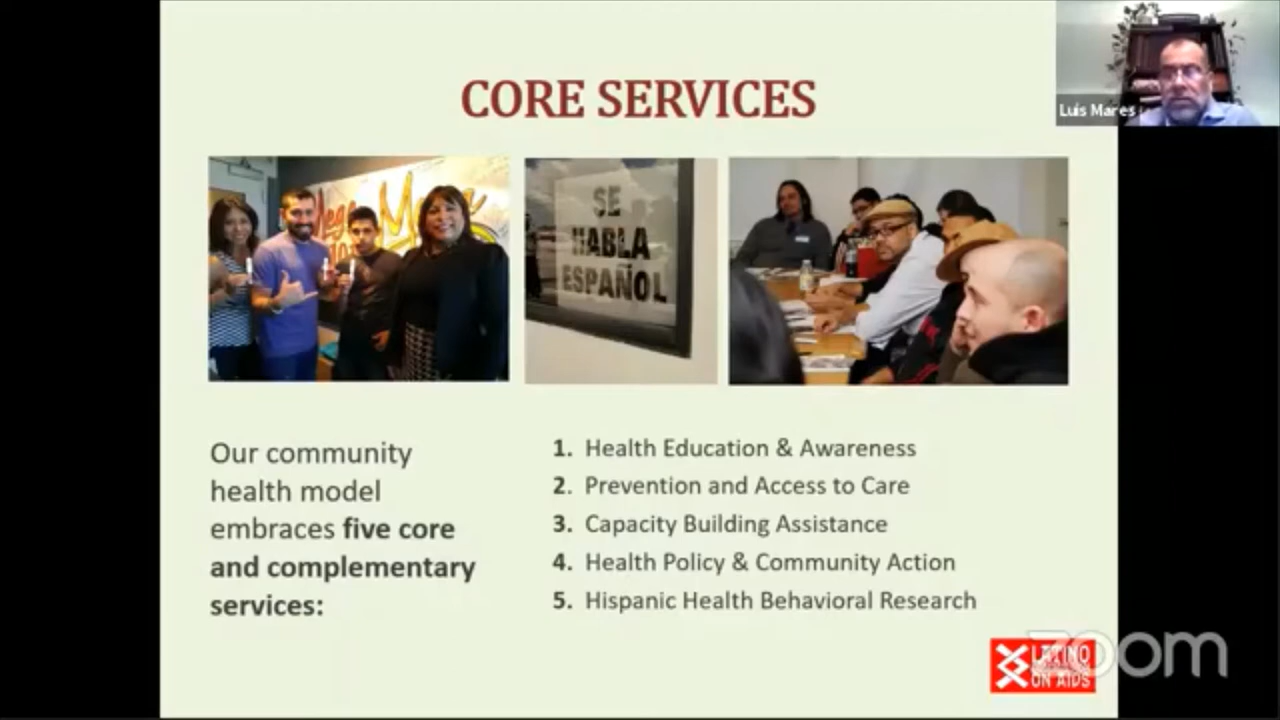 CORE SERVICES
Luis Mares
SE
HABLA
ESPAÑOL
Our community
health model
embraces five core
and complementary
services:
1. Health Education & Awareness
2. Prevention and Access to Care
3. Capacity Building Assistance
4. Health Policy & Community Action
5. Hispanic Health Behavioral Research
LATINO
ON AIDS
zoom